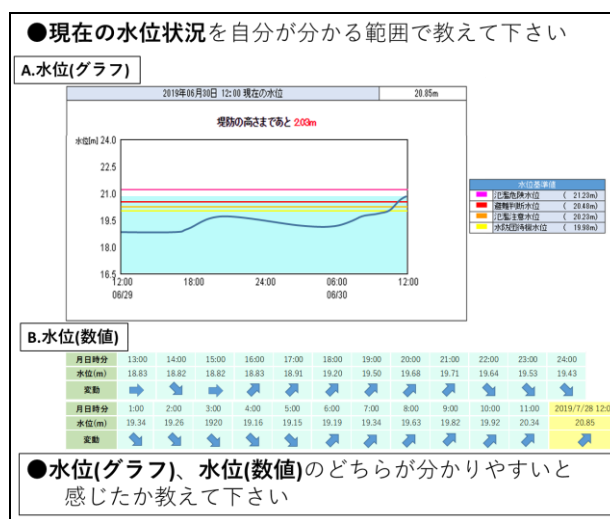 ●現在の水位状況を自分が分かる範囲で教えて下さい
A.水位(グラフ)
2019年06月30日 12:00 現在の水位 20.85m
堤防の高さまであと 2.03m
水位[m] 24.0
22.5
21.0
19.5
18.0
16.5
12:00 18:00 24:00 06:00 12:00
06/29 06/30
水位基準値
氾濫危険水位 ( 21.23m)
避難判断水位 ( 20.48m)
氾濫注意水位 ( 20.23m)
水防団待機水位 ( 19.98m)
B.水位(数値)
月日時分 13:00 14:00 15:00 16:00 17:00 18:00 19:00 20:00 21:00 22:00 23:00 24:00
水位(m) 18.83 18.82 18.82 18.83 18.91 19.20 19.50 19.68 19.71 19.64 19.53 19.43
変動 ➡ ⬊ ➡ ⬈ ⬈ ⬈ ⬈ ⬈ ⬈ ⬊ ⬊ ⬊
月日時分 1:00 2:00 3:00 4:00 5:00 6:00 7:00 8:00 9:00 10:00 11:00 2019/7/28 12:0
水位(m) 19.34 19.26 1920 19.16 19.15 19.19 19.34 19.63 19.82 19.92 20.34 20.85
変動 ⬊ ⬊ ⬊ ⬊ ⬊ ⬈ ⬈ ⬈ ⬈ ⬈ ⬈ ⬈
●水位(グラフ)、水位(数値)のどちらが分かりやすいと
感じたか教えて下さい